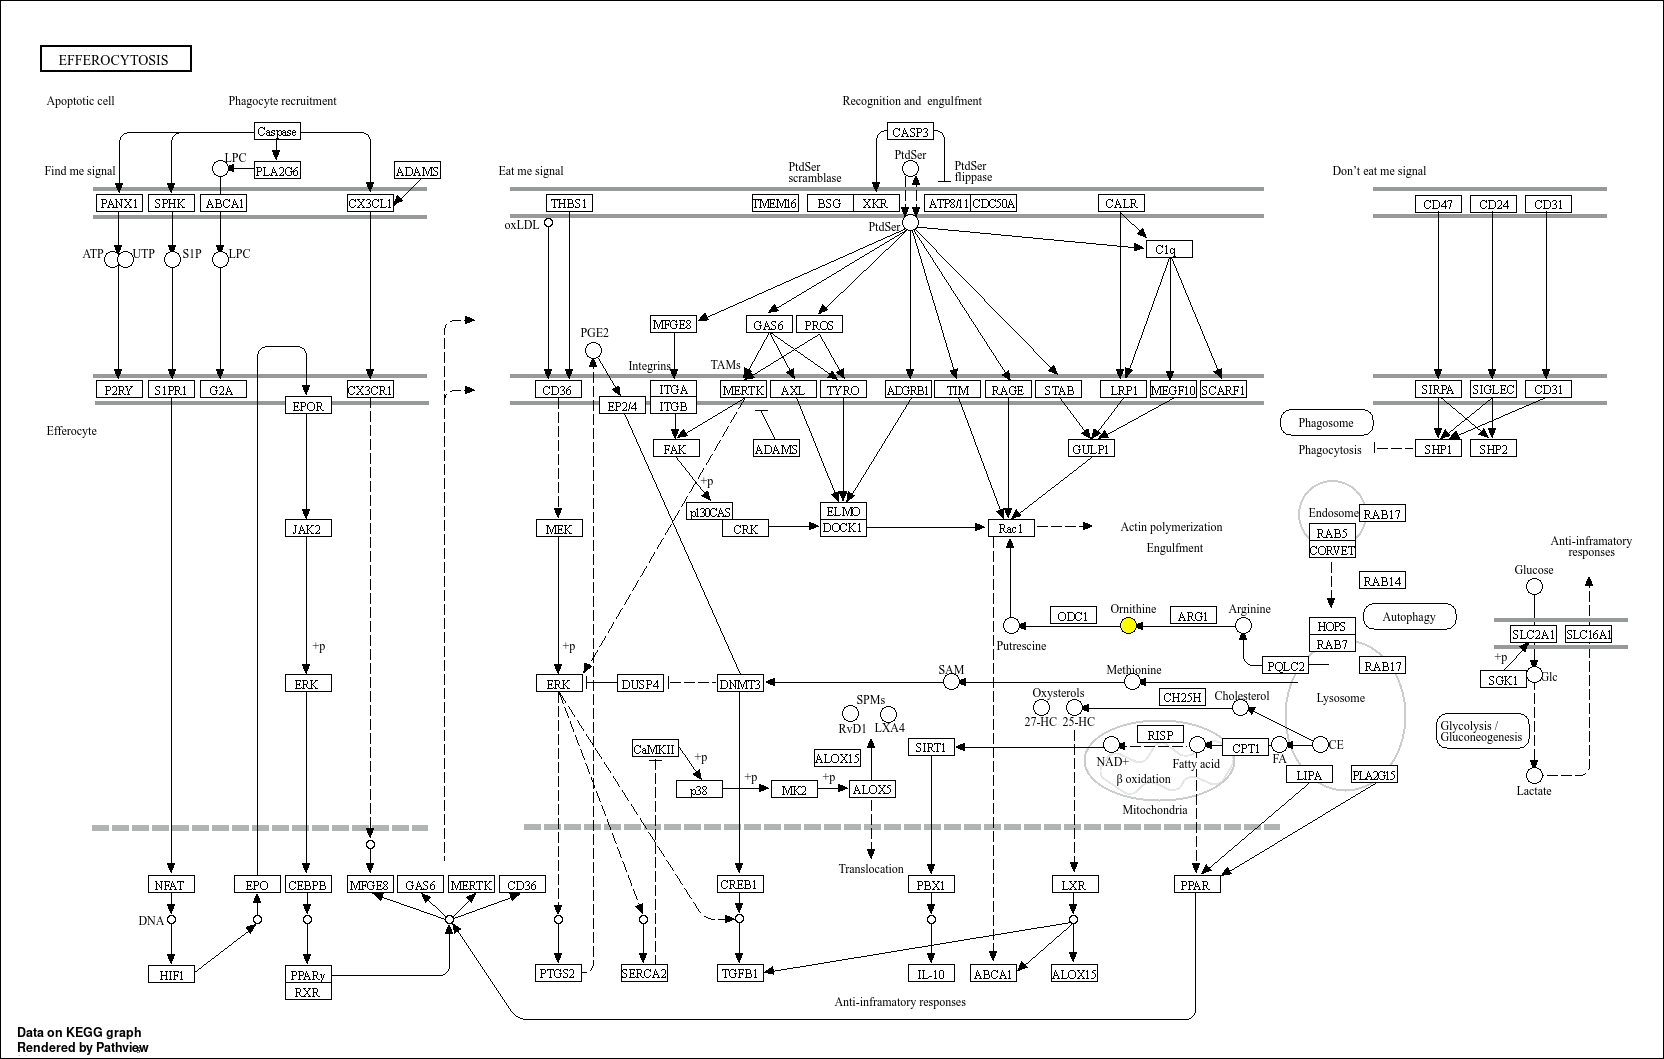 EFFEROCYTOSIS
Apoptotic cell
Phagocyte recruitment
Recognition and engulfment
Caspase
CASP3
LPC
PtdSer
Find me signal
PLA2G6
ADAMS
Eat me signal
PtdSer
scramblase
PtdSer
flippase
Don't eat me signal
PANX1
SPHK
ABCA1
CX3CL1
THBS1
TMEM16
BSG
XKR
ATP8/11
CDC50A
CALR
CD47
CD24
CD31
oxLDL
PtdSer
ATP
UTP
S1P
LPC
C1q
PGE2
MFGE8
GAS6
PROS
Integrins
TAMs
P2RY
S1PR1
G2A
CX3CR1
CD36
ITGA
MERTK
AXL
TYRO
ADGRB1
TIM
RAGE
STAB
LRP1
MEGF10
SCARF1
SIRPA
SIGLEC
CD31
EPOR
EP2/4
ITGB
Efferocyte
Phagosome
FAK
ADAMS
GULP1
Phagocytosis
SHP1
SHP2
+p
p130CAS
ELMO
Endosome
RAB17
JAK2
MEK
CRK
DOCK1
Rac1
Actin polymerization
Engulfment
RAB5
CORVET
Anti-inframatory
responses
Glucose
RAB14
Ornithine
ODC1
ARG1
Arginine
HOPS
RAB7
Autophagy
SLC2A1
SLC16A1
+p
+p
Putrescine
PQLC2
RAB17
+p
SGK1
Glc
ERK
ERK
DUSP4
DNMT3
SAM
Methionine
Oxysterols
CH25H
Cholesterol
Lysosome
SPMs
27-HC
25-HC
RvD1
LXA4
Glycolysis /
Gluconeogenesis
CaMKII
+p
ALOX15
SIRT1
RISP
NAD+
Fatty acid
CPT1
FA
CE
β oxidation
LIPA
PLA2G15
p38
+p
MK2
+p
ALOX5
Mitochondria
Lactate
Translocation
NFAT
EPO
CEBPB
MFGE8
GAS6
MERTK
CD36
CREB1
PBX1
LXR
PPAR
DNA
HIF1
PPARγ
RXR
PTGS2
SERCA2
TGFB1
IL-10
ABCA1
ALOX15
Anti-inframatory responses
Data on KEGG graph
Rendered by Pathview